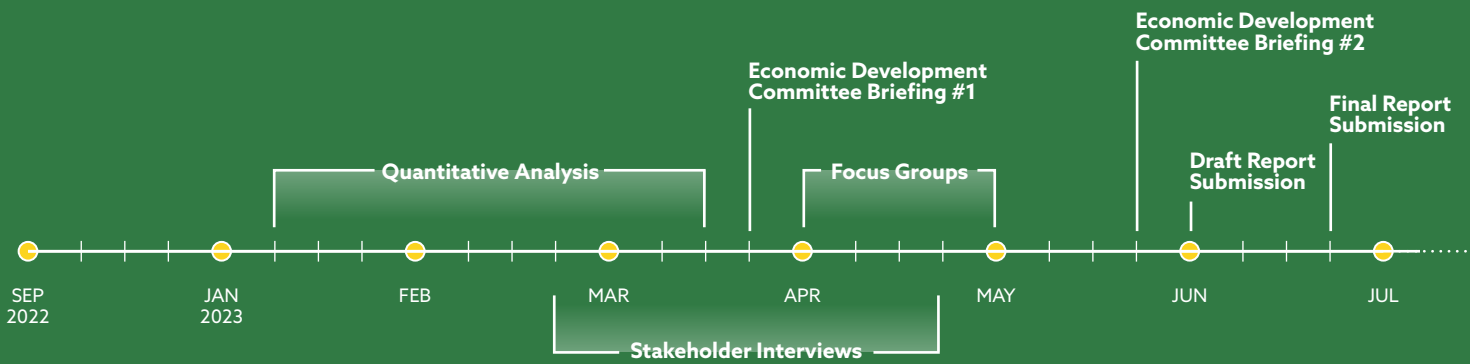 Economic Development
Committee Briefing #2
Economic Development
Committee Briefing #1
Final Report
Submission
Draft Report
Submission
Quantitative Analysis
Focus Groups
SEP
2022
JAN
2023
FEB
MAR
APR
MAY
JUN
JUL
Stakeholder Interviews